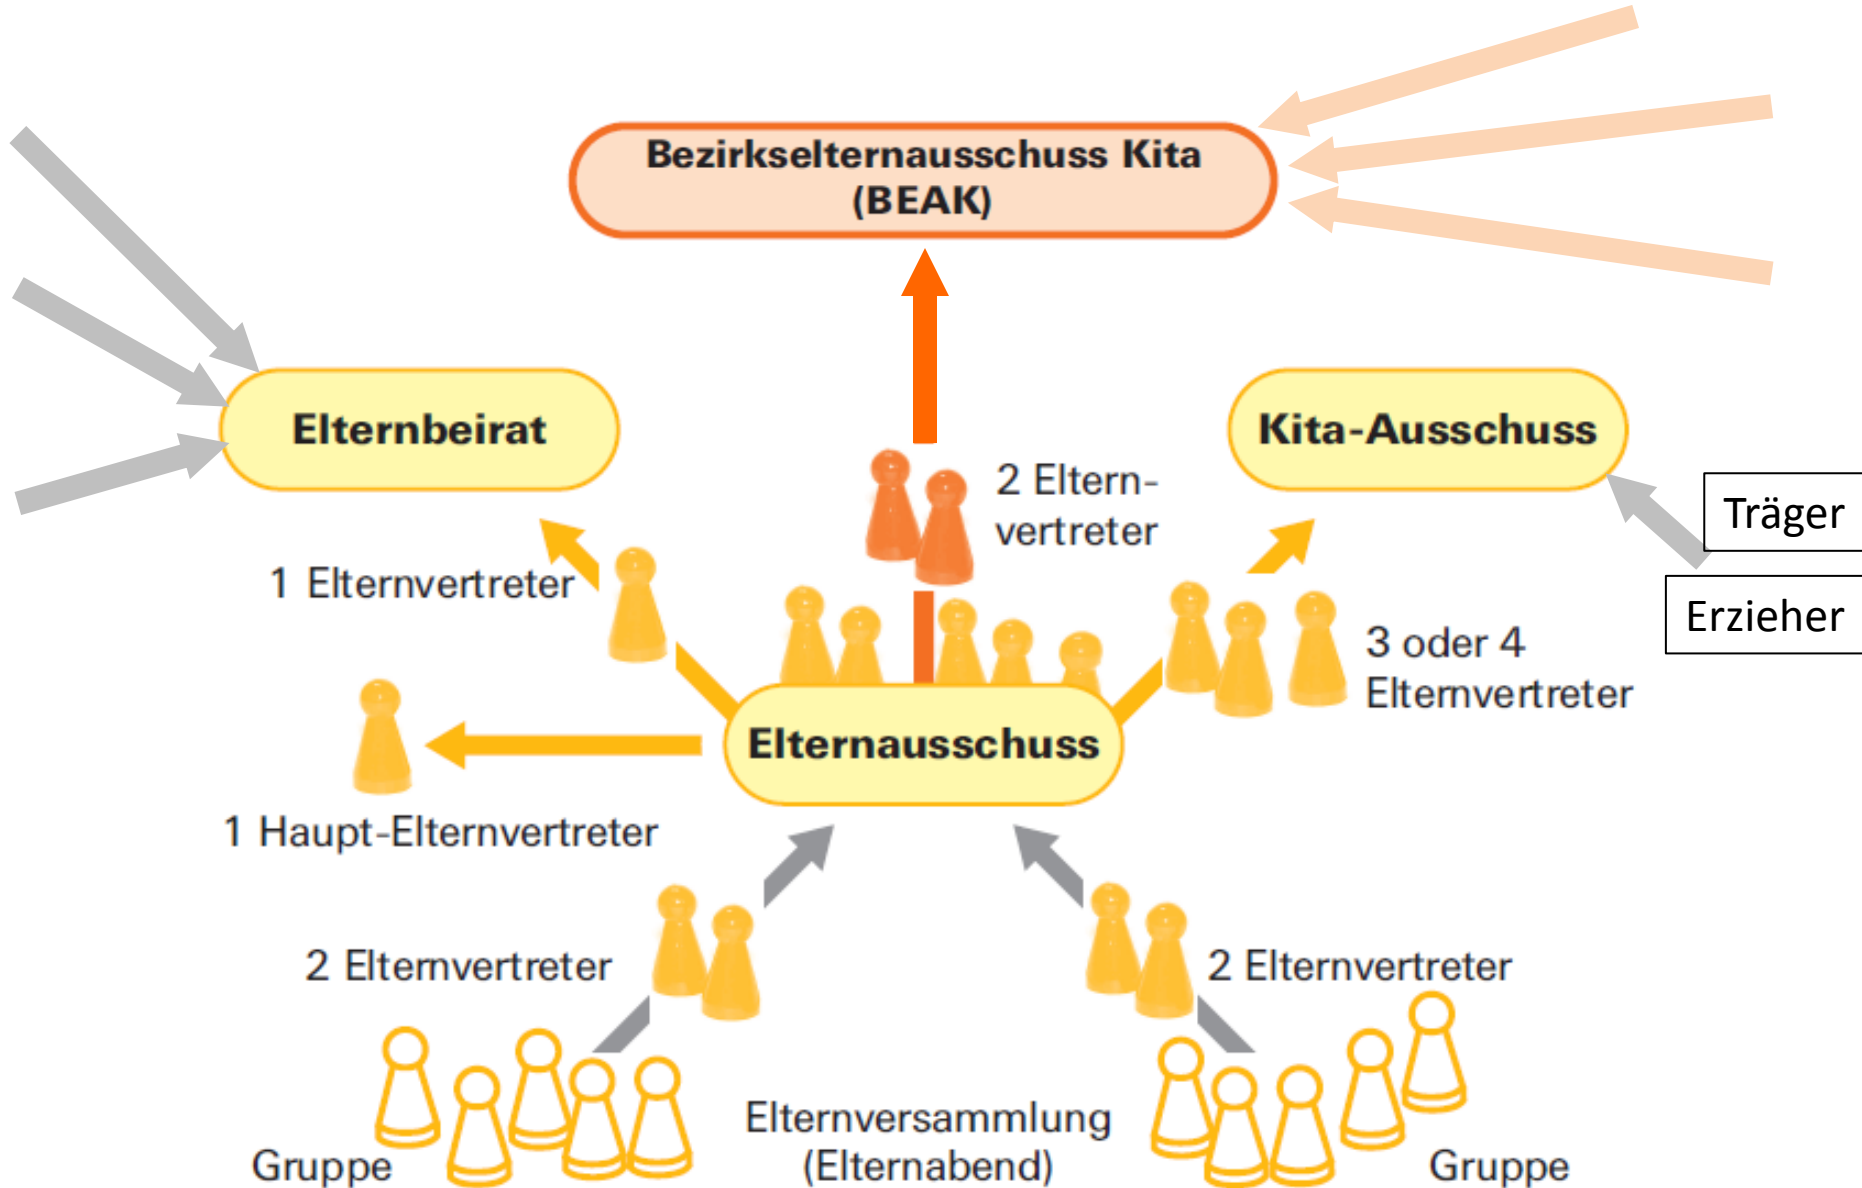 Bezirkselternausschuss Kita
(BEAK)
Elternbeirat
Kita-Ausschuss
2 Eltern-
vertreter
Träger
1 Elternvertreter
Erzieher
3 oder 4
Elternvertreter
Elternausschuss
1 Haupt-Elternvertreter
2 Elternvertreter
2 Elternvertreter
Elternversammlung
(Elternabend)
Gruppe
Gruppe